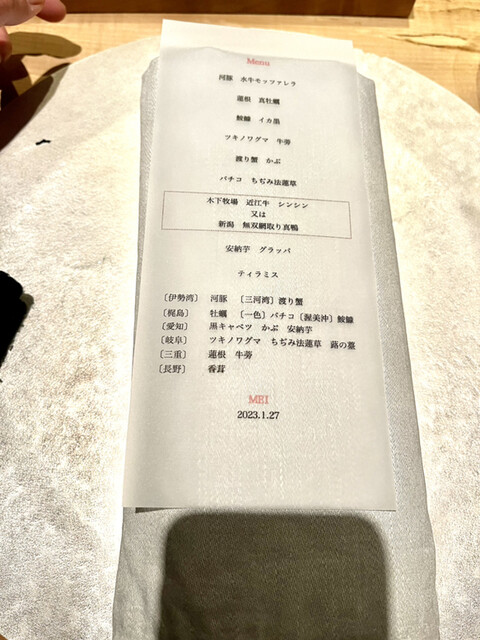 Menu
河豚　水牛モッツァレラ
蓮根　真牡蠣
鮟鱇　イカ墨
ツキノワグマ　牛蒡
渡り蟹　かぶ
バチコ　ちぢみ法蓮草
木下牧場　近江牛　シンシン
又は
新潟　無双網取り真鴨
安納芋　グラッパ
ティラミス
〔伊勢湾〕　河豚　〔三河湾〕渡り蟹
〔梶島〕　牡蠣　〔一色〕バチコ〔渥美沖〕鮟鱇
〔愛知〕　黒キャベツ　かぶ　安納芋
〔岐阜〕　ツキノワグマ　ちぢみ法蓮草　蕗の薹
〔三重〕　蓮根　牛蒡
〔長野〕　香茸
MEI
2023.1.27